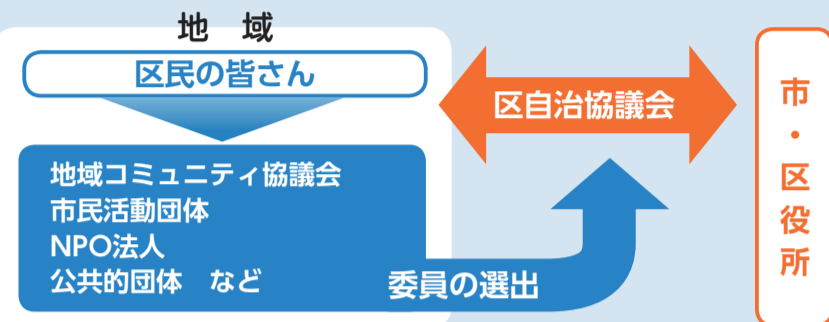 地　域
区民の皆さん
地域コミュニティ協議会
市民活動団体
NPO法人
公共的団体　など
委員の選出
区自治協議会
市・区役所